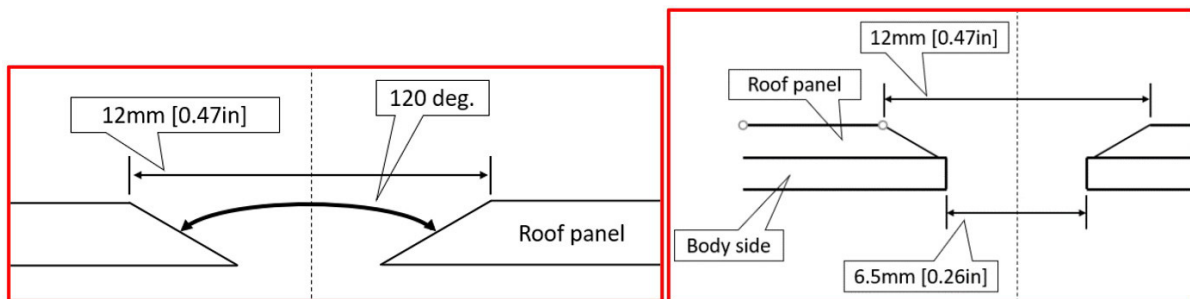 12mm [0.47in]
120 deg.
Roof panel
12mm [0.47in]
Roof panel
Body side
6.5mm [0.26in]